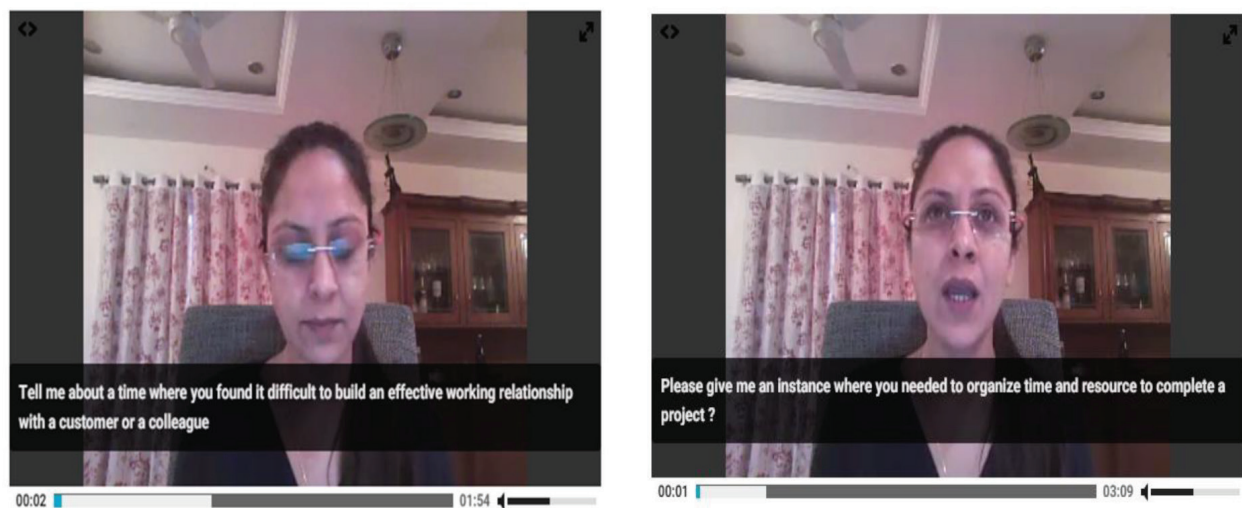 Tell me about a time where you found it difficult to build an effective working relationship
with a customer or a colleague
00:02
01:54
Please give me an instance where you needed to organize time and resource to complete a
project ?
00:01
03:09